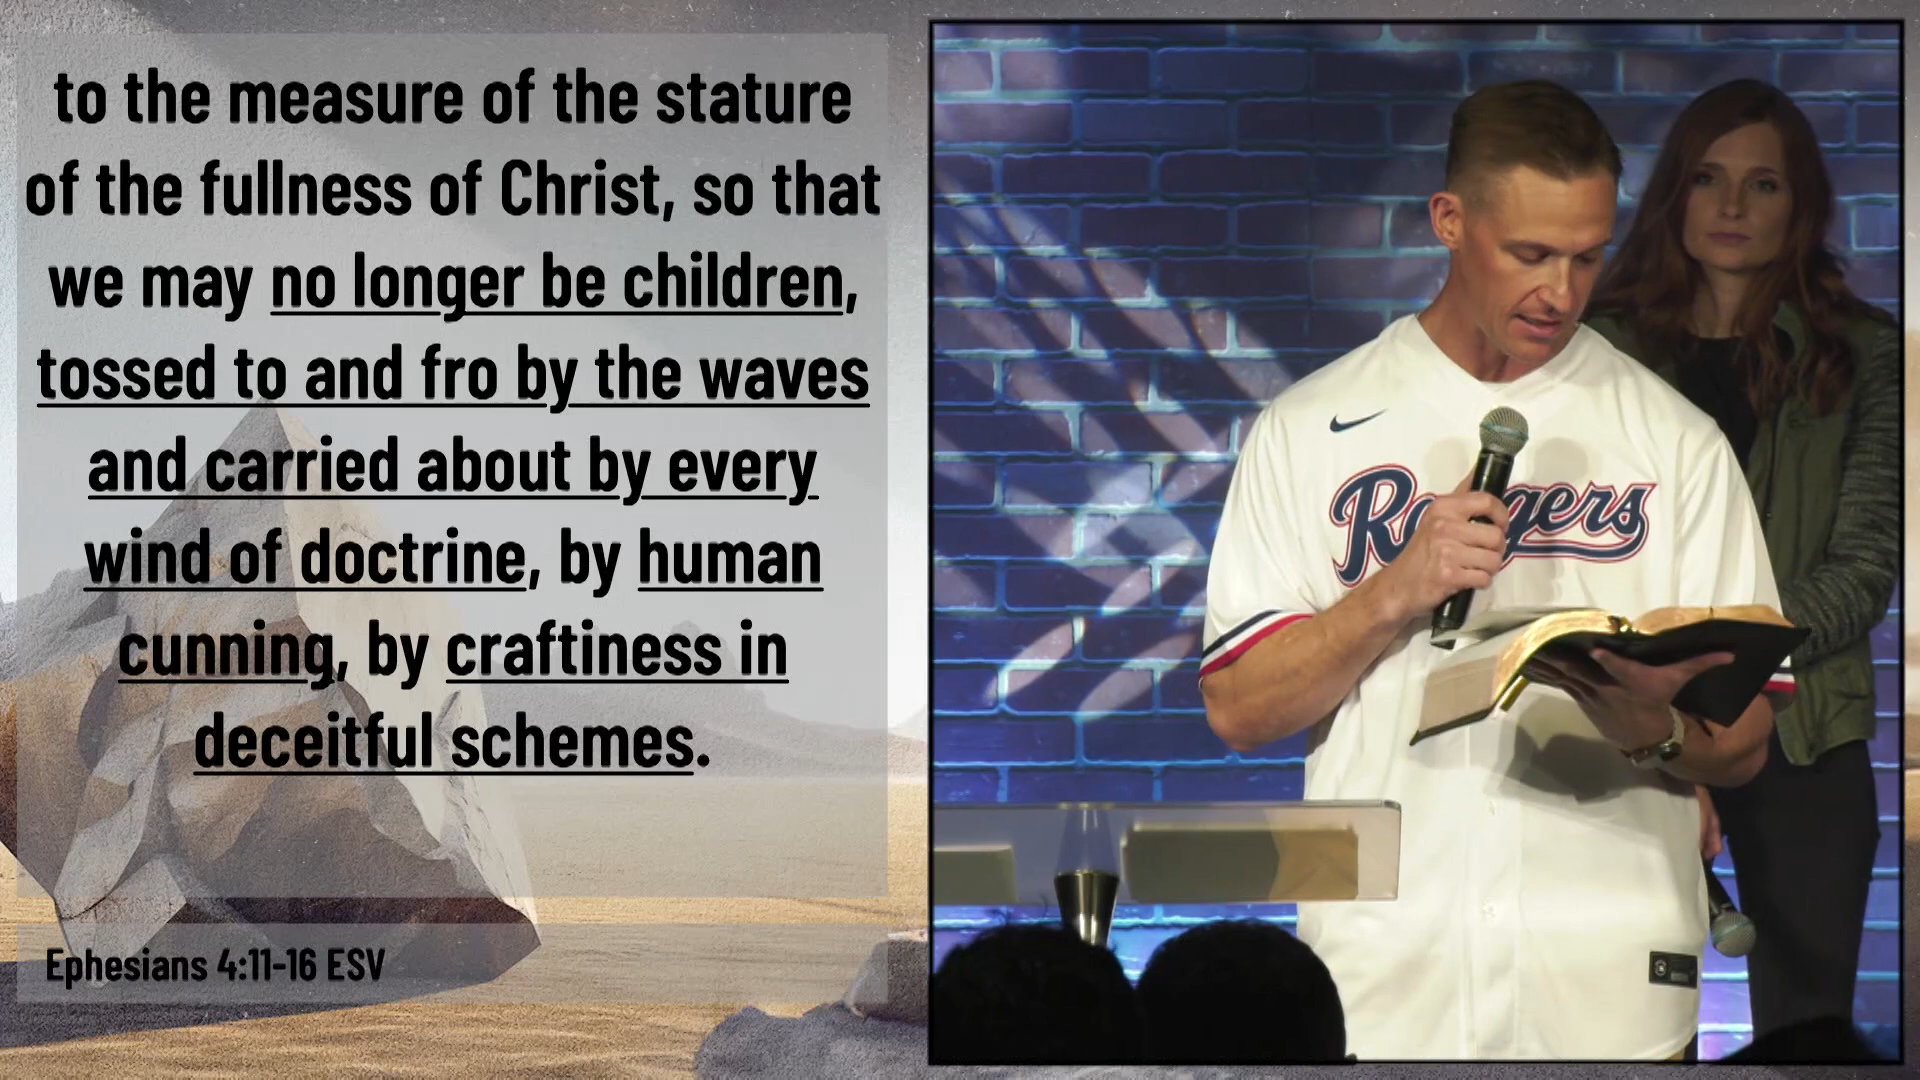 to the measure of the stature
of the fullness of Christ, so that
we may no longer be children,
tossed to and fro by the waves
and carried about by every
wind of doctrine, by human
cunning, by craftiness in
deceitful schemes.
Ephesians 4:11-16 ESV
Rangers